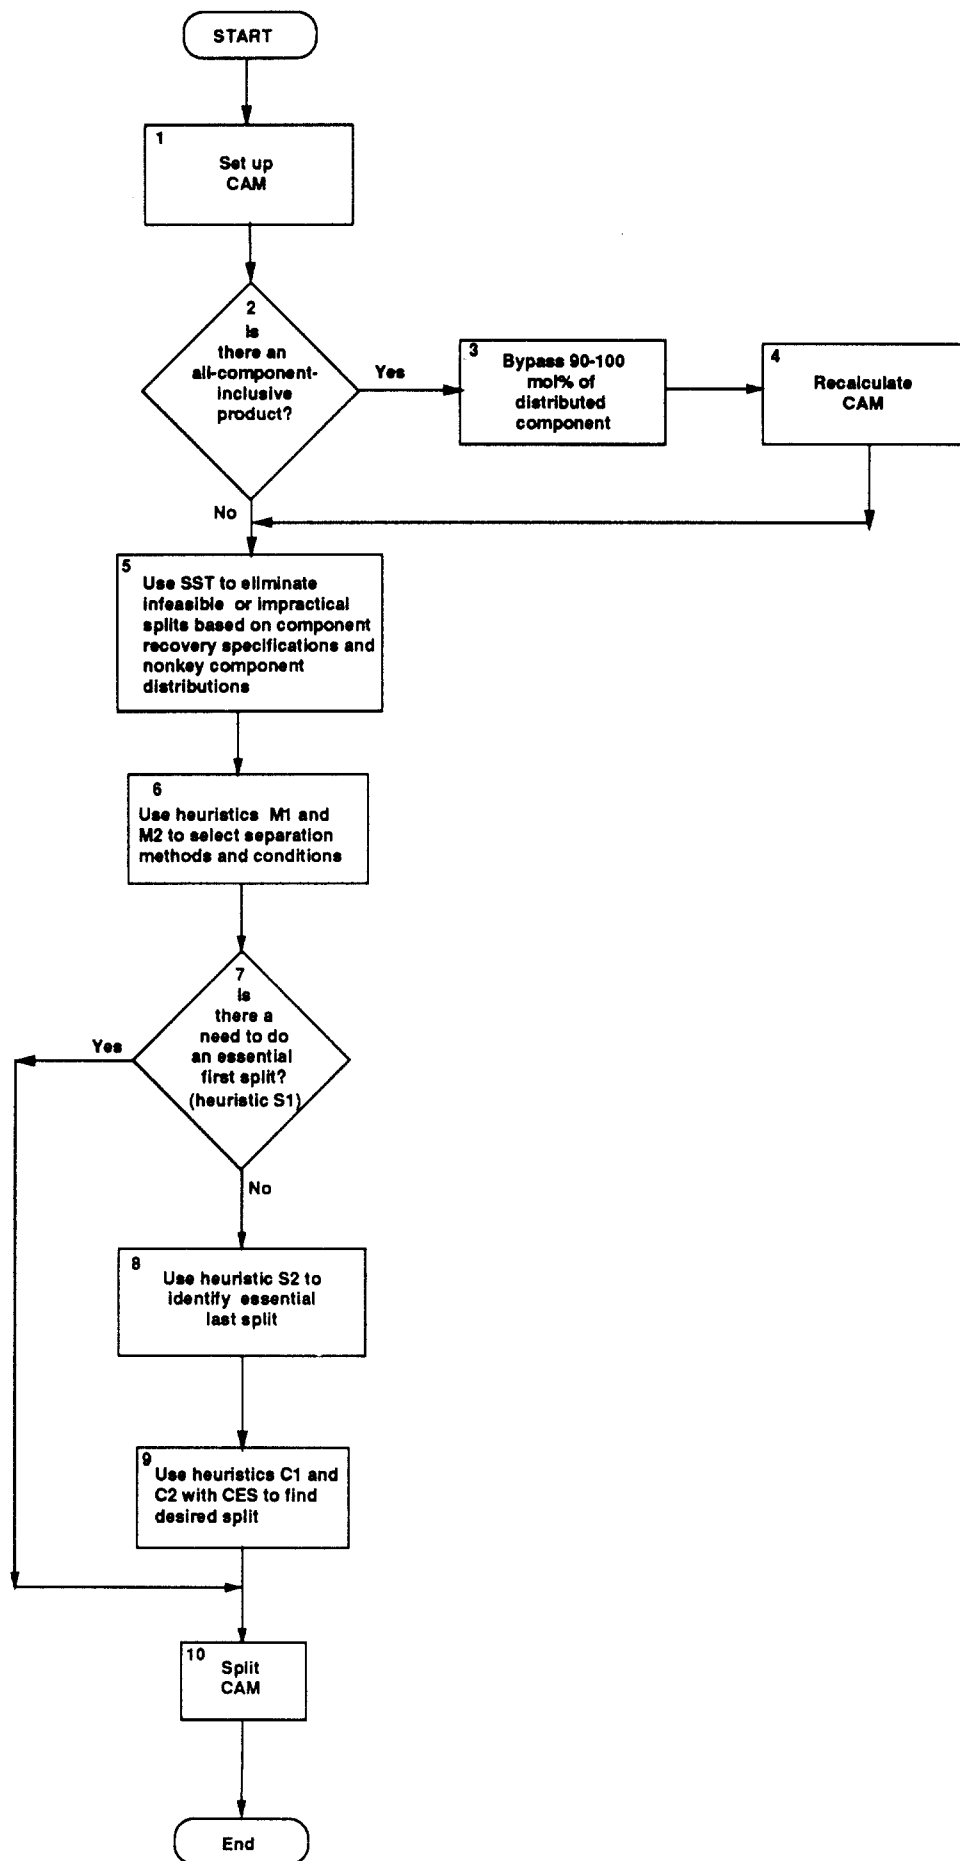 START
1
Set up
CAM
2
Is
there an
all-component-
inclusive
product?
Yes
3
Bypass 90-100
mol% of
distributed
component
4
Recalculate
CAM
No
5
Use SST to eliminate
infeasible or impractical
splits based on component
recovery specifications and
nonkey component
distributions
6
Use heuristics M1 and
M2 to select separation
methods and conditions
7
Is
there a
need to do
an essential
first split?
(heuristic S1)
Yes
No
8
Use heuristic S2 to
identify essential
last split
9
Use heuristics C1 and
C2 with CES to find
desired split
10
Split
CAM
End